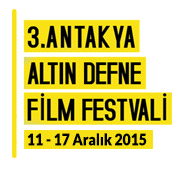 3.ANTAKYA
ALTIN DEFNE
FİLM FESTVALİ
11 - 17 Aralık 2015